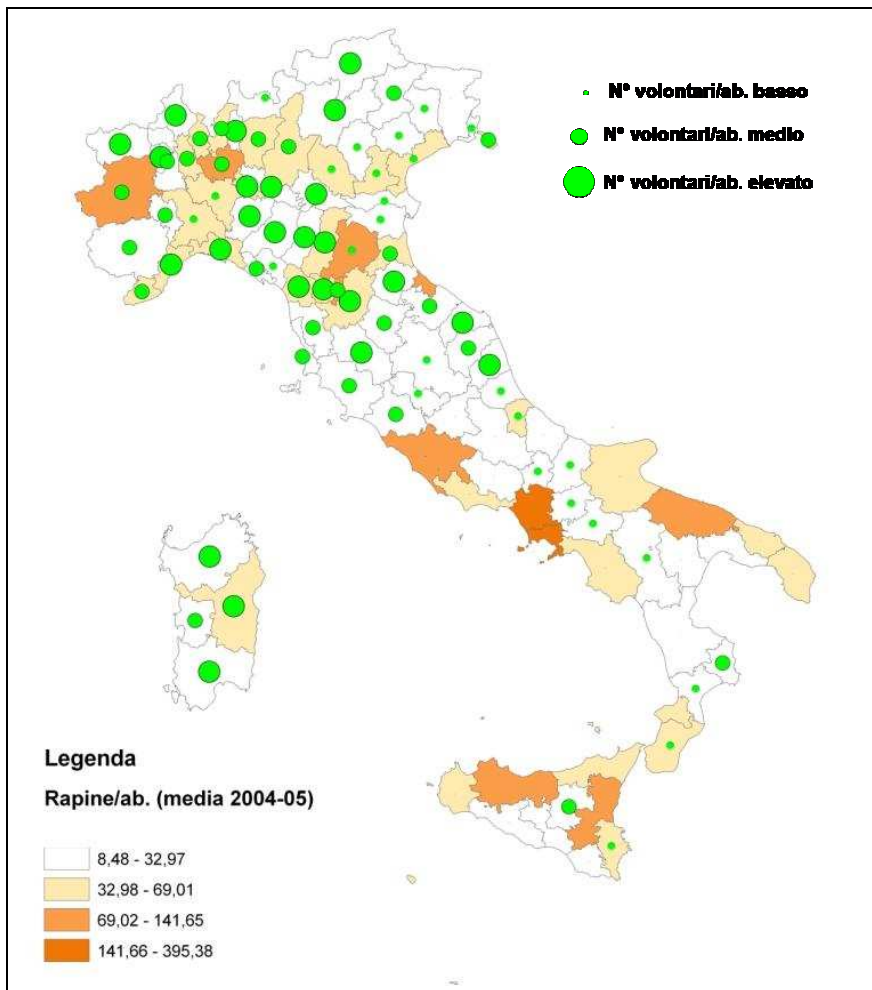 N° volontari/ab. basso
N° volontari/ab. medio
N° volontari/ab. elevato
Legenda
Rapine/ab. (media 2004-05)
8,48 - 32,97
32,98 - 69,01
69,02 - 141,65
141,66 - 395,38